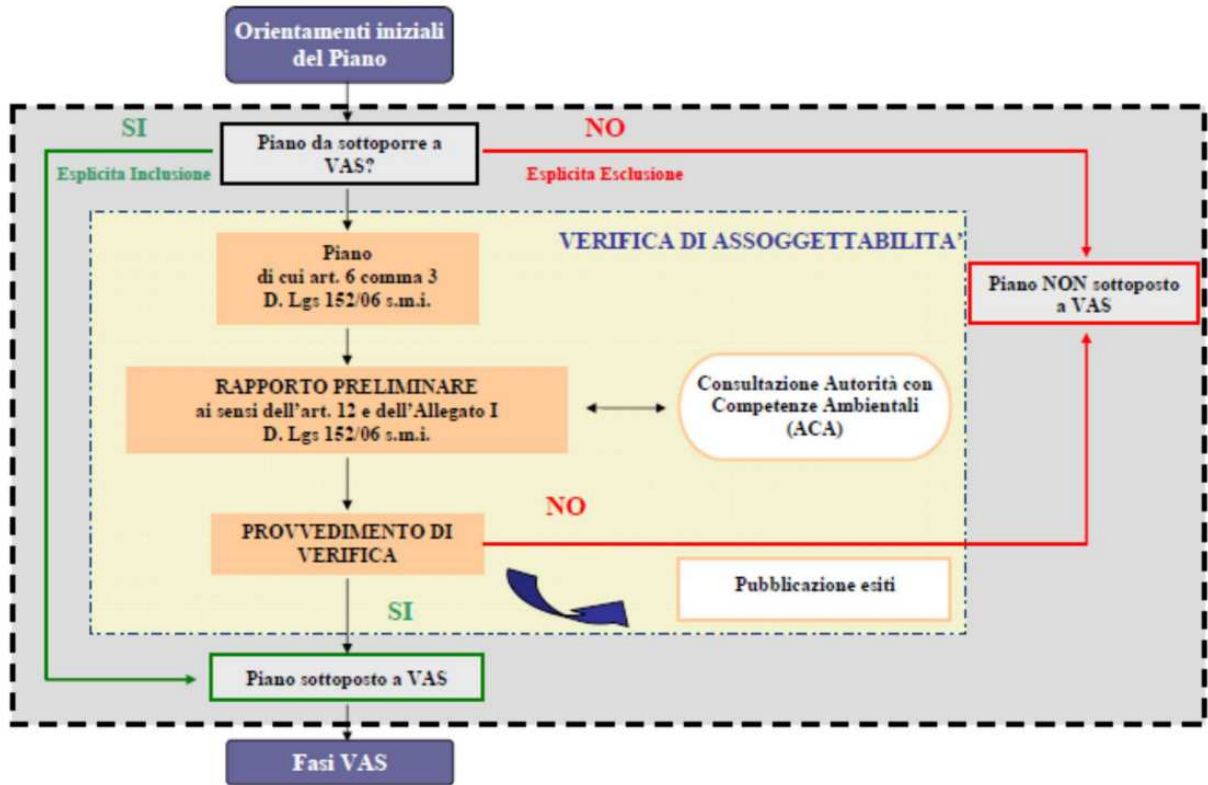 Orientamenti iniziali
del Piano
SI
NO
Piano da sottoporre a
VAS?
Esplicita Inclusione
Esplicita Esclusione
VERIFICA DI ASSOGGETTABILITA'
Piano
di cui art. 6 comma 3
D. Lgs 152/06 s.m.i.
Piano NON sottoposto
a VAS
RAPPORTO PRELIMINARE
ai sensi dell'art. 12 e dell'Allegato I
D. Lgs 152/06 s.m.i.
Consultazione Autorità con
Competenze Ambientali
(ACA)
NO
PROVVEDIMENTO DI
VERIFICA
Pubblicazione esiti
SI
Piano sottoposto a VAS
Fasi VAS